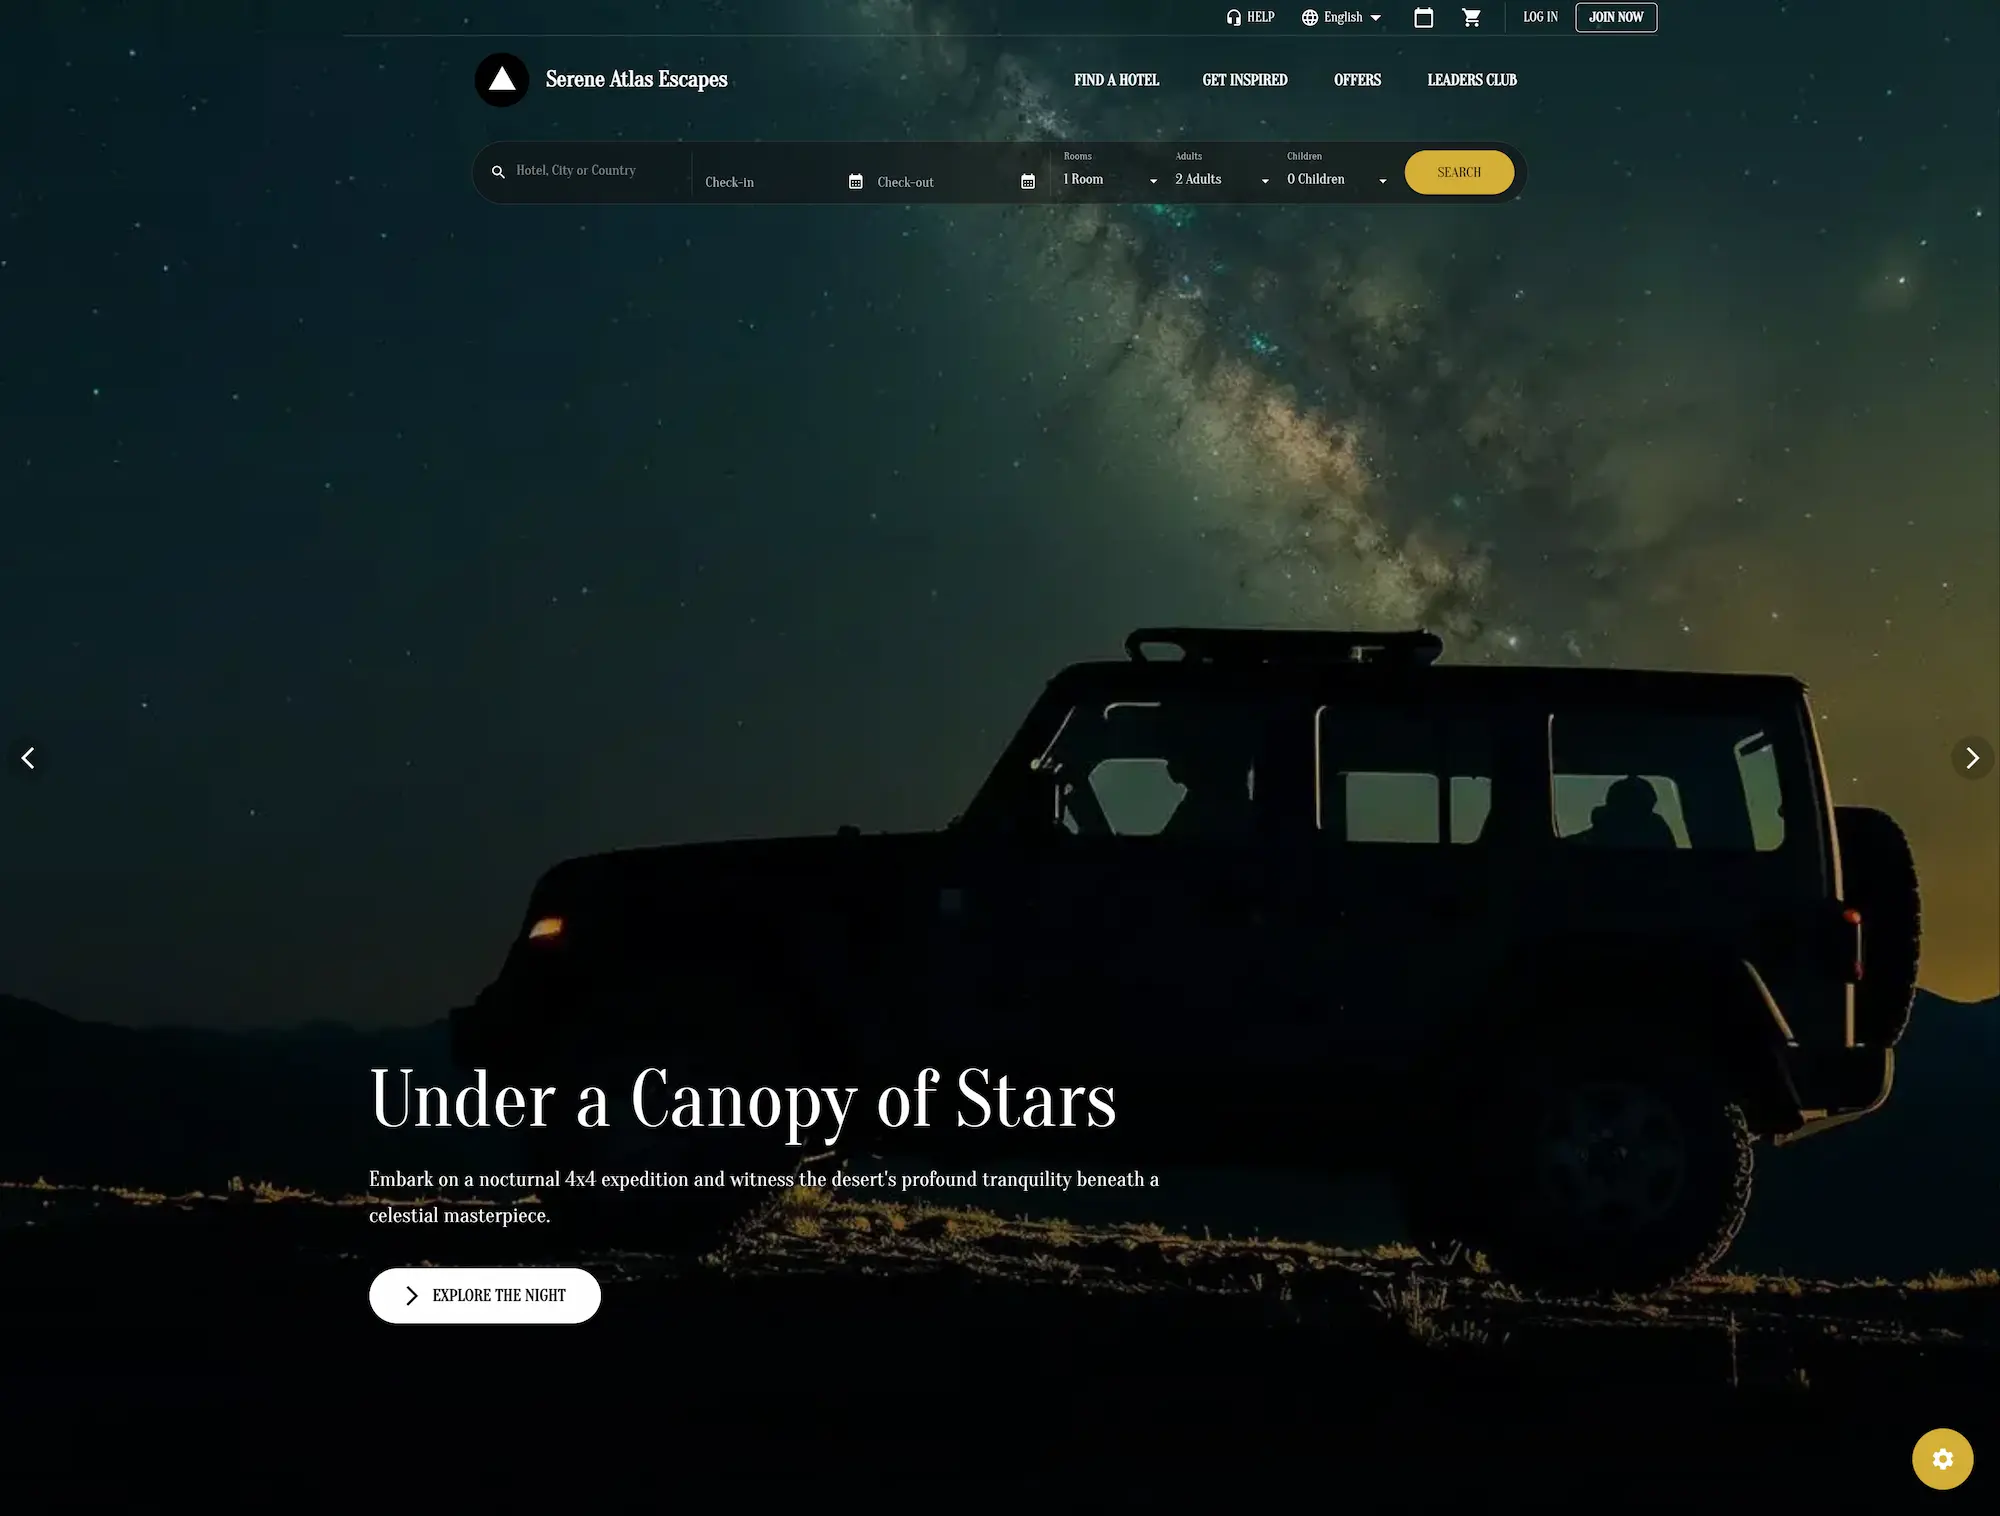 HELP
English
LOG IN
JOIN NOW
Serene Atlas Escapes
FIND A HOTEL
GET INSPIRED
OFFERS
LEADERS CLUB
Hotel, City or Country
Check-in
Check-out
Rooms
1 Room
Adults
2 Adults
Children
0 Children
SEARCH
Under a Canopy of Stars
Embark on a nocturnal 4x4 expedition and witness the desert's profound tranquility beneath a
celestial masterpiece.
EXPLORE THE NIGHT